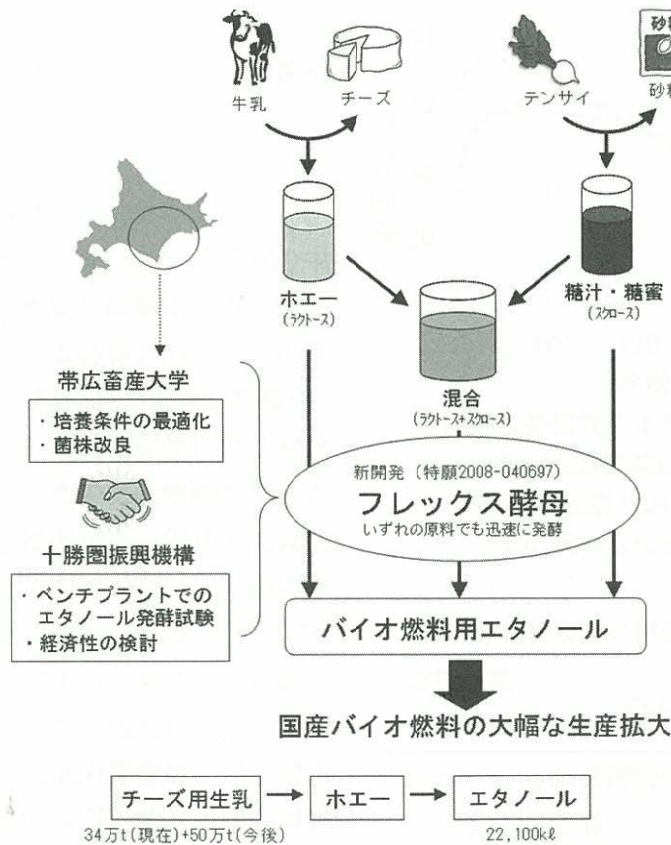 砂糖
牛乳
チーズ
テンサイ
砂糖
ホエー
(ラクトース)
糖汁・糖蜜
(スクロース)
混合
(ラクトース+スクロース)
帯広畜産大学
・培養条件の最適化
・菌株改良
十勝圏振興機構
・ベンチプラントでの
エタノール発酵試験
・経済性の検討
新開発 (特願2008-040697)
フレックス酵母
いずれの原料でも迅速に発酵
バイオ燃料用エタノール
国産バイオ燃料の大幅な生産拡大
チーズ用生乳
ホエー
エタノール
34万t(現在)+50万t(今後)
22,100kℓ